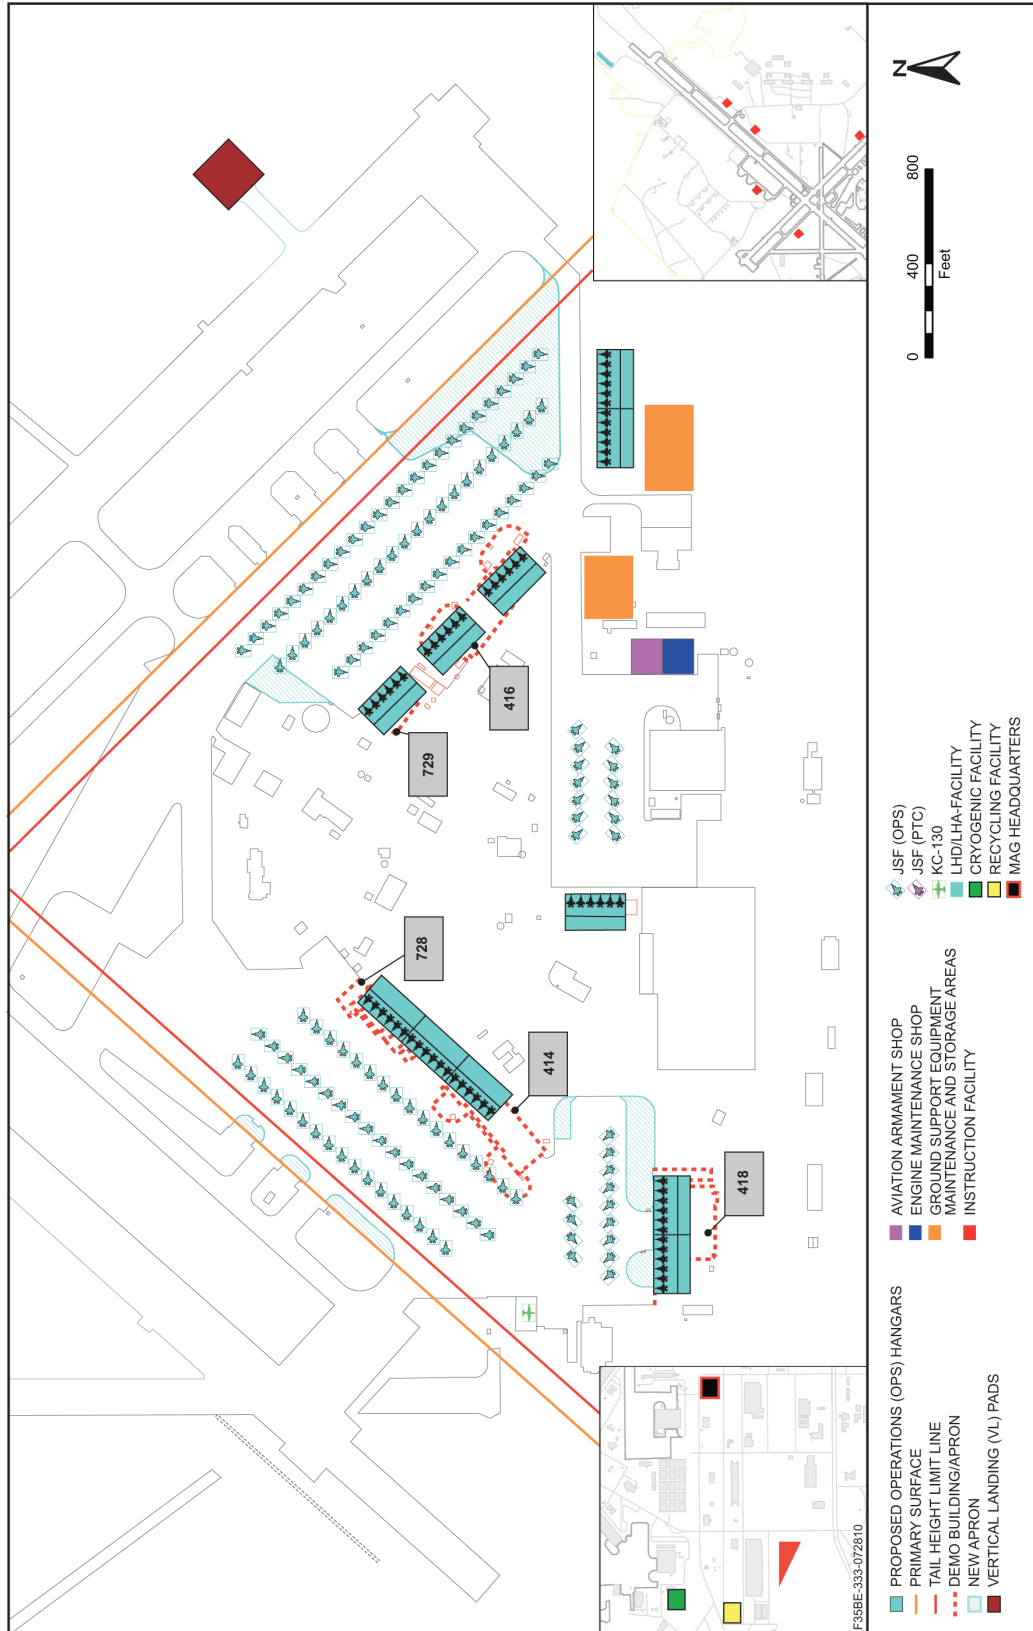 729
416
728
414
418
F35BE-333-072810
N
0 400 800
Feet
PROPOSED OPERATIONS (OPS) HANGARS
PRIMARY SURFACE
TAIL HEIGHT LIMIT LINE
DEMO BUILDING/APRON
NEW APRON
VERTICAL LANDING (VL) PADS
AVIATION ARMAMENT SHOP
ENGINE MAINTENANCE SHOP
GROUND SUPPORT EQUIPMENT
MAINTENANCE AND STORAGE AREAS
INSTRUCTION FACILITY
JSF (OPS)
JSF (PTC)
KC-130
LHD/LHA-FACILITY
CRYOGENIC FACILITY
RECYCLING FACILITY
MAG HEADQUARTERS